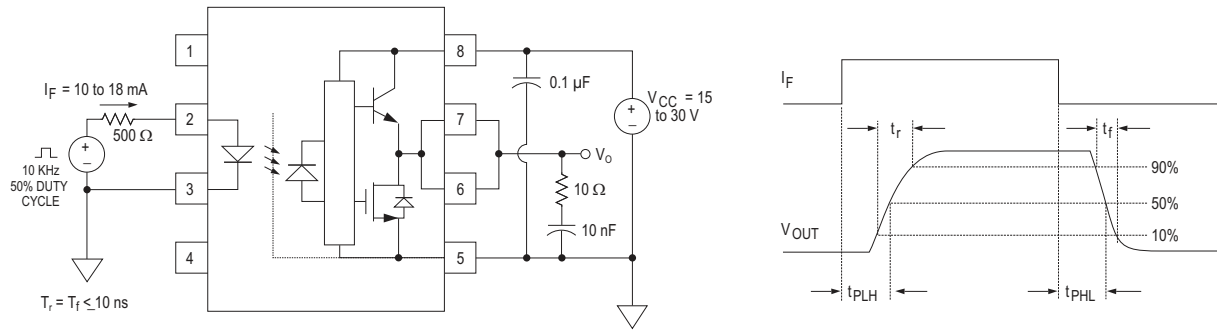 1
8
I_F = 10 to 18 mA
0.1 µF
V_CC = 15
to 30 V
+
–
2
500 Ω
7
+
–
10 KHz
50% DUTY
CYCLE
V_O
3
6
10 Ω
10 nF
4
5
T_r = T_f ≤ 10 ns
I_F
t_r
t_f
90%
50%
V_OUT
10%
t_PLH
t_PHL